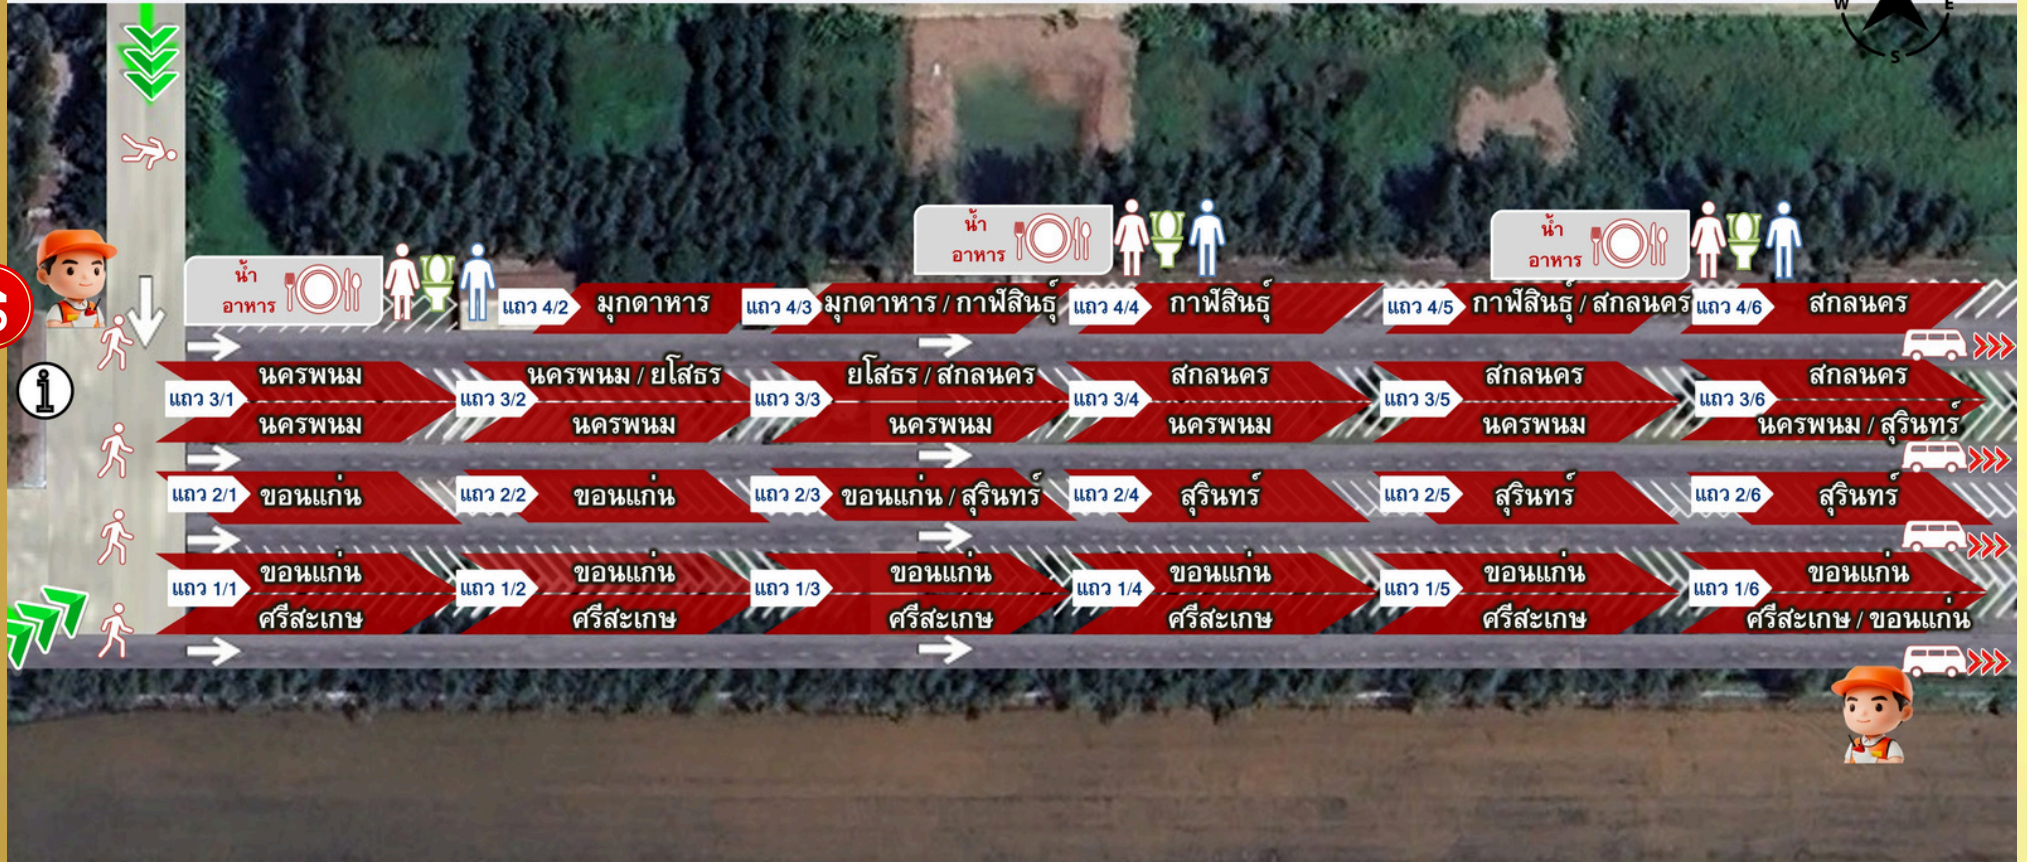 W E
S
น้ำ
อาหาร
น้ำ
อาหาร
น้ำ
อาหาร
แถว 4/2 มุกดาหาร
แถว 4/3 มุกดาหาร / กาฬสินธุ์
แถว 4/4 กาฬสินธุ์
แถว 4/5 กาฬสินธุ์ / สกลนคร
แถว 4/6 สกลนคร
แถว 3/1
นครพนม
นครพนม
แถว 3/2
นครพนม / ยโสธร
นครพนม
แถว 3/3
ยโสธร / สกลนคร
นครพนม
แถว 3/4
สกลนคร
นครพนม
แถว 3/5
สกลนคร
นครพนม
แถว 3/6
สกลนคร
นครพนม / สุรินทร์
แถว 2/1 ขอนแก่น
แถว 2/2 ขอนแก่น
แถว 2/3 ขอนแก่น / สุรินทร์
แถว 2/4 สุรินทร์
แถว 2/5 สุรินทร์
แถว 2/6 สุรินทร์
แถว 1/1
ขอนแก่น
ศรีสะเกษ
แถว 1/2
ขอนแก่น
ศรีสะเกษ
แถว 1/3
ขอนแก่น
ศรีสะเกษ
แถว 1/4
ขอนแก่น
ศรีสะเกษ
แถว 1/5
ขอนแก่น
ศรีสะเกษ
แถว 1/6
ขอนแก่น
ศรีสะเกษ / ขอนแก่น